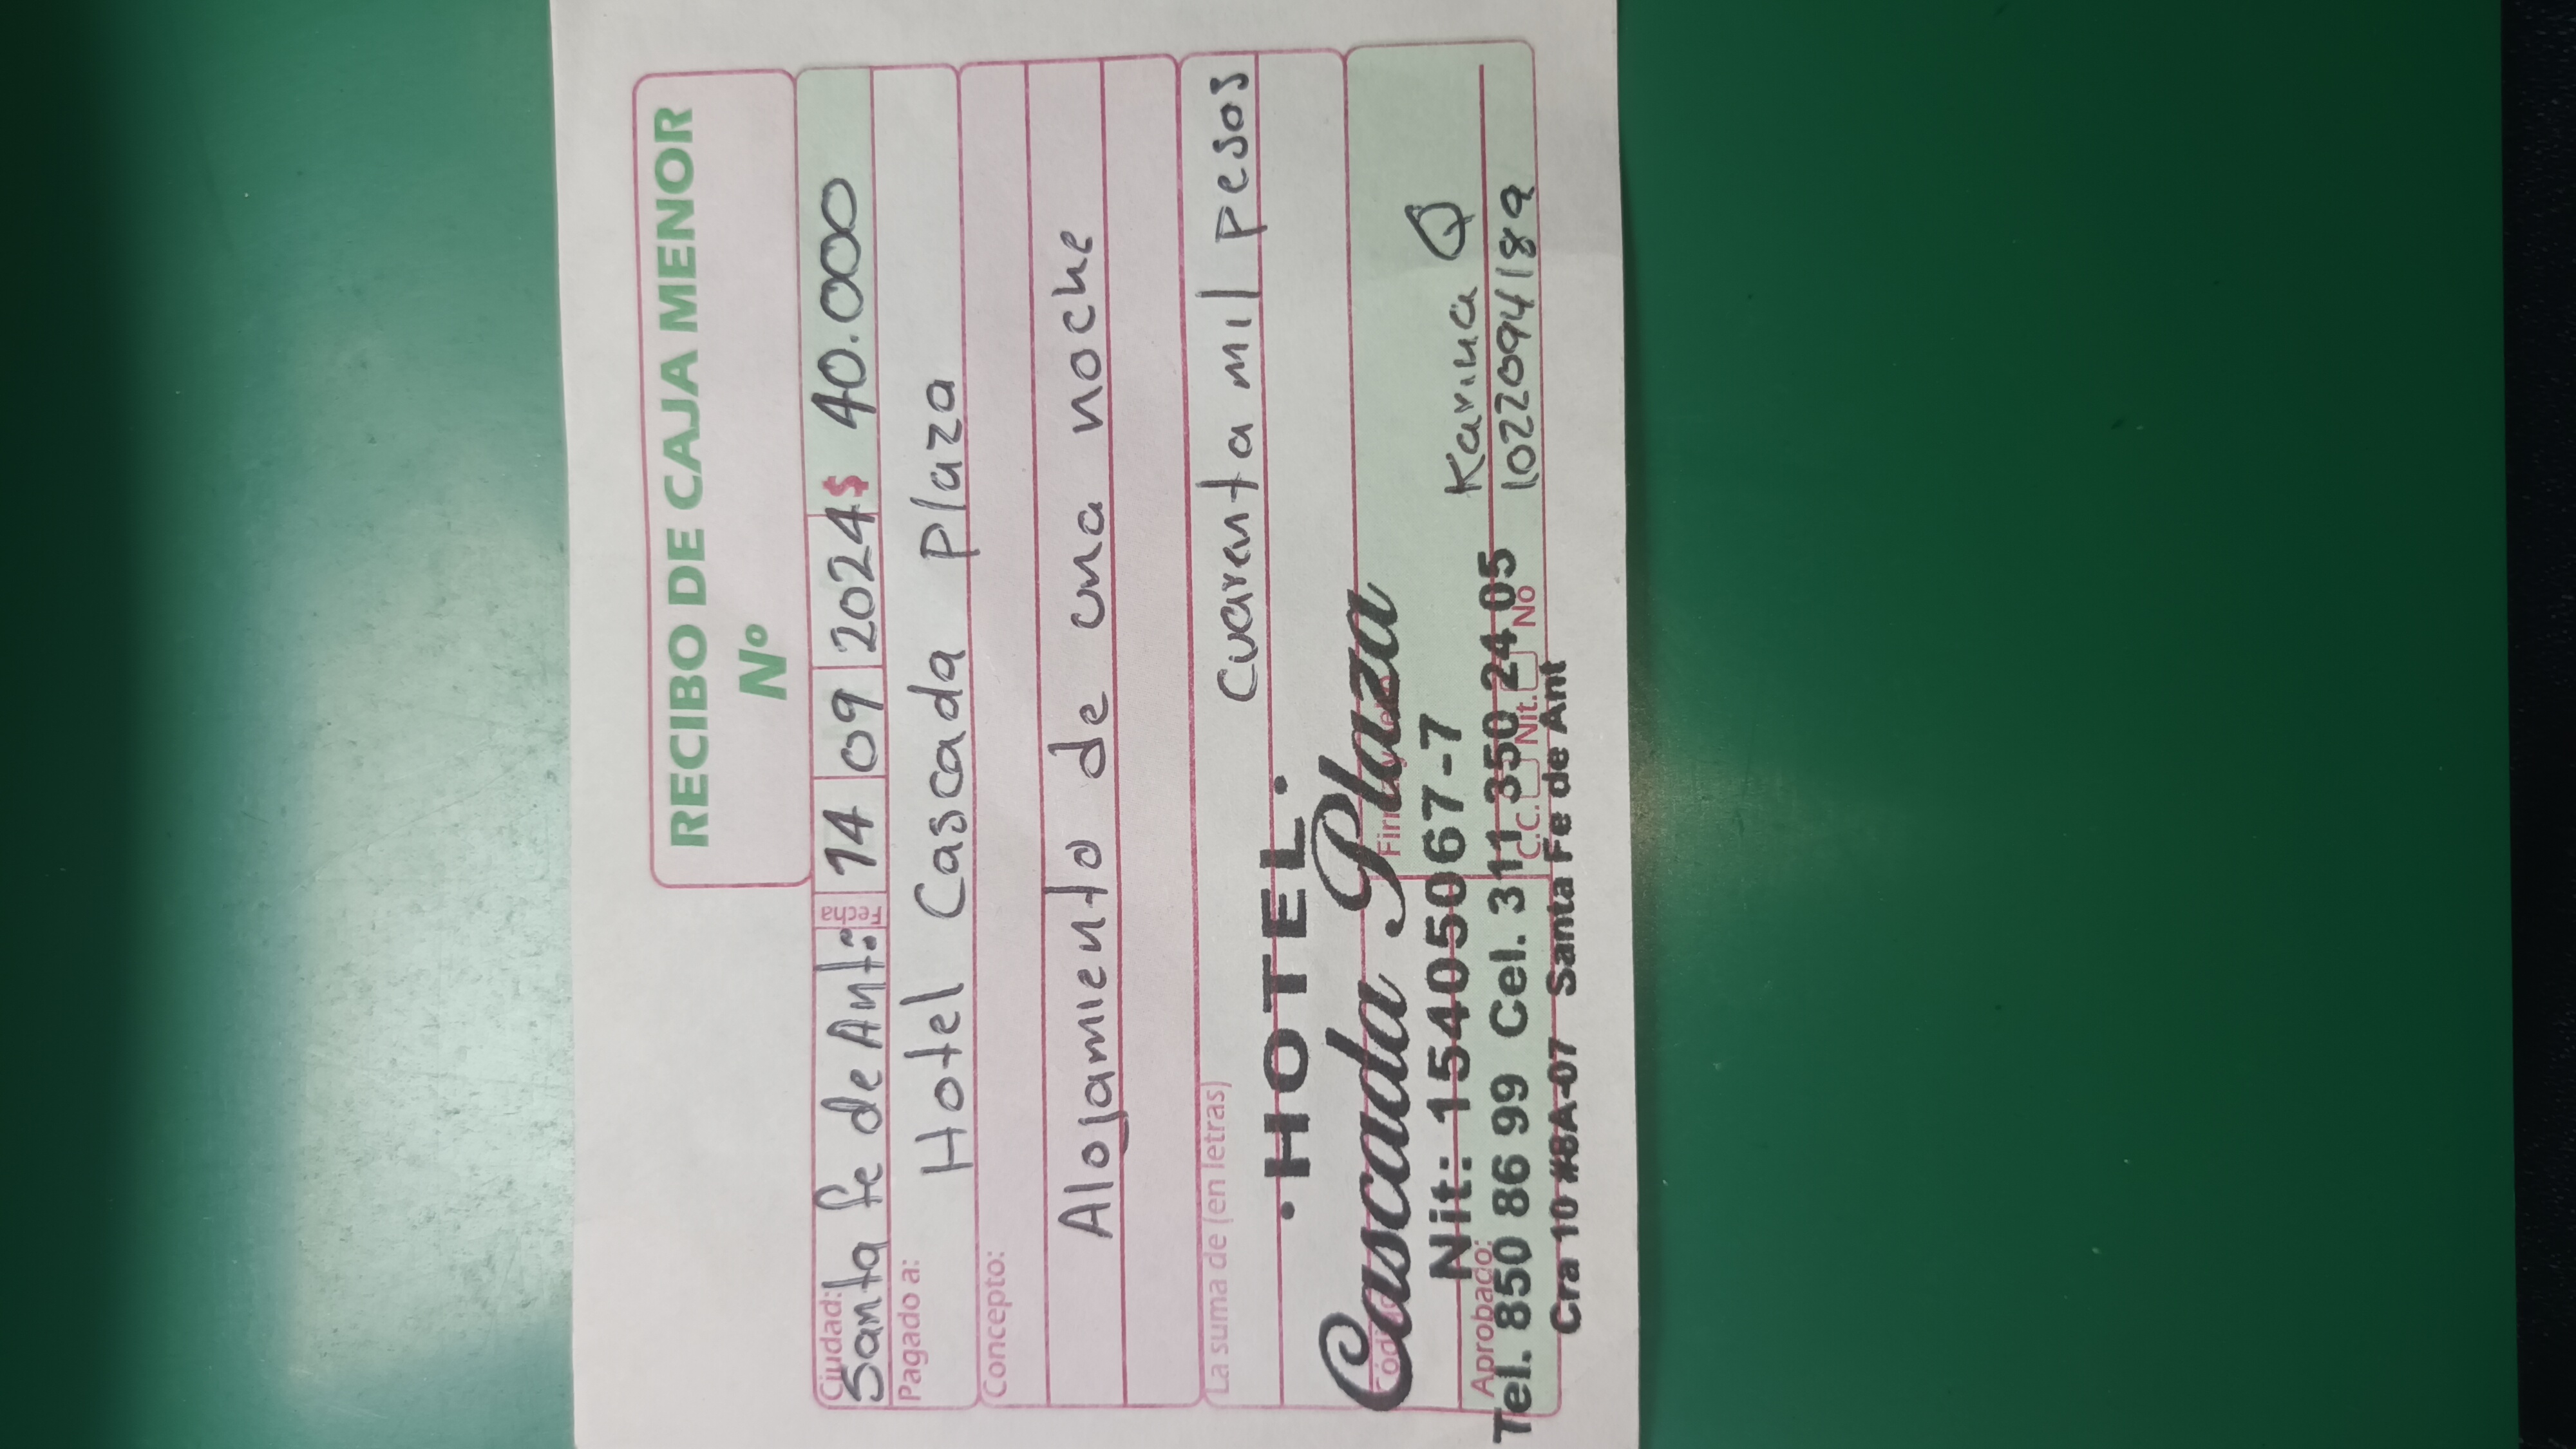 RECIBO DE CAJA MENOR
Nº
Ciudad: Santa fe de Ant: Fecha 14 09 2024 $ 40.000
Pagado a: Hotel Cascada plaza
Concepto:
Alojamiento de una noche
La suma de (en letras) Cuarenta mil pesos
. HOTEL .
Cascada Plaza
Nit: 15405067-7
Aprobado: Karina Q
Tel. 850 86 99 Cel. 311 350 24 05
C.C. Nit. No 1022094189
Cra 10 #8A-07 Santa Fe de Ant